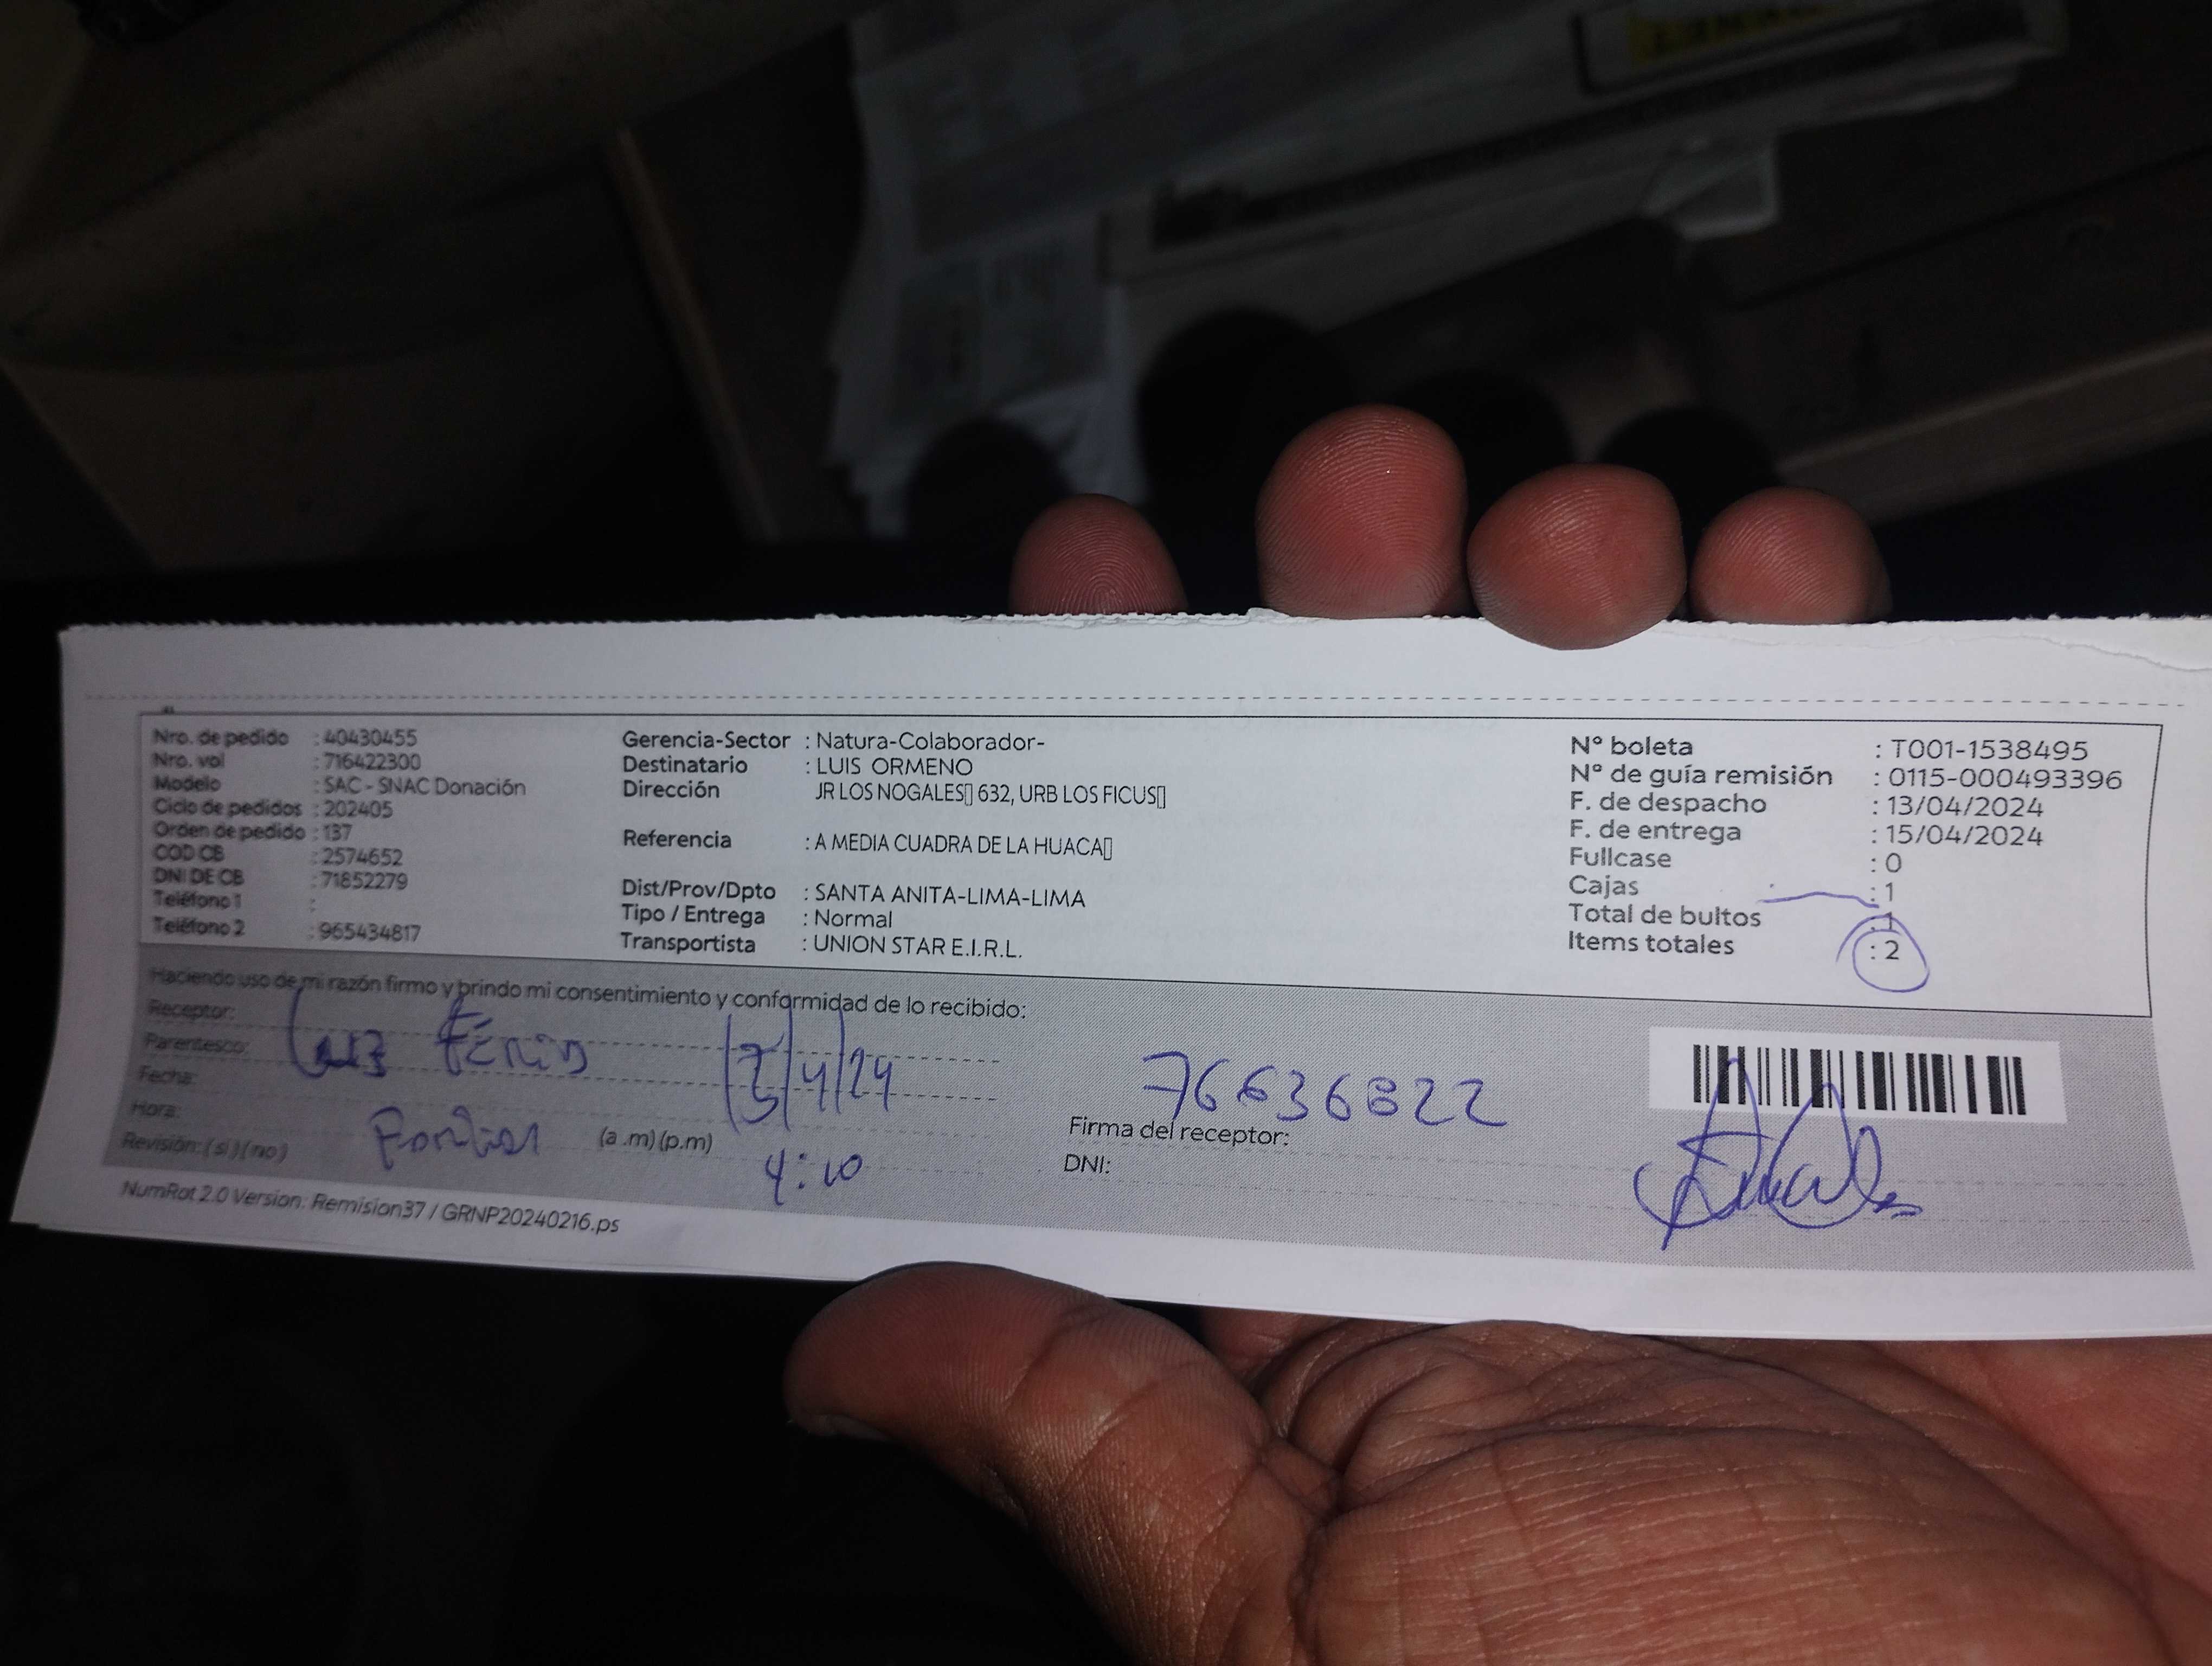 Nro. de pedido : 40430455
Nro. vol : 716422300
Modelo : SAC - SNAC Donación
Ciclo de pedidos : 202405
Orden de pedido : 137
COD CB : 2574652
DNI DE CB : 71852279
Teléfono 1 :
Teléfono 2 : 965434817
Gerencia-Sector : Natura-Colaborador-
Destinatario : LUIS ORMENO
Dirección JR LOS NOGALES▯ 632, URB LOS FICUS▯
Referencia : A MEDIA CUADRA DE LA HUACA▯
Dist/Prov/Dpto : SANTA ANITA-LIMA-LIMA
Tipo / Entrega : Normal
Transportista : UNION STAR E.I.R.L.
N° boleta : T001-1538495
N° de guía remisión : 0115-000493396
F. de despacho : 13/04/2024
F. de entrega : 15/04/2024
Fullcase : 0
Cajas : 1
Total de bultos : 1
Items totales : 2
Haciendo uso de mi razón firmo y brindo mi consentimiento y conformidad de lo recibido:
Receptor:
Parentesco:
Fecha: /4/24
Hora: (a .m) (p.m) 4:10
Revisión: (si) (no)
76636822
Firma del receptor:
DNI:
NumRot 2.0 Version: Remision37 / GRNP20240216.ps